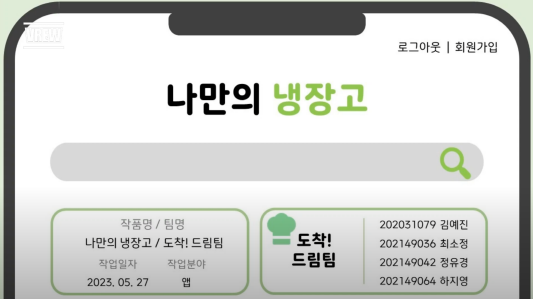 VREW
로그아웃 | 회원가입
나만의 냉장고
작품명 / 팀명
나만의 냉장고 / 도착! 드림팀
작업일자 작업분야
2023. 05. 27 앱
도착!
드림팀
202031079 김예진
202149036 최소정
202149042 정유경
202149064 하지영